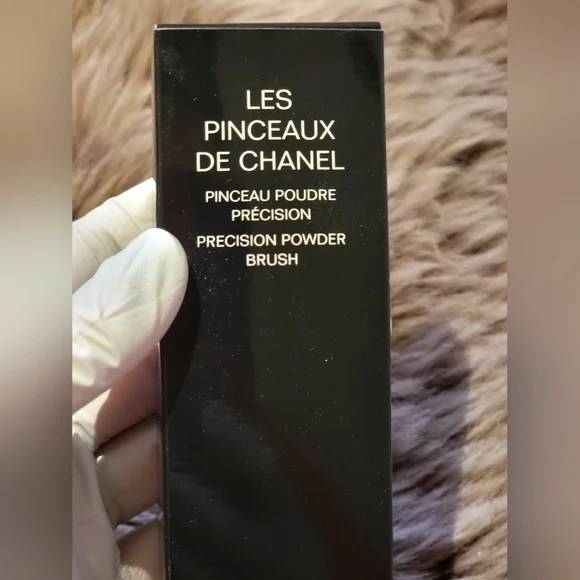 LES
PINCEAUX
DE CHANEL
PINCEAU POUDRE
PRÉCISION
PRECISION POWDER
BRUSH